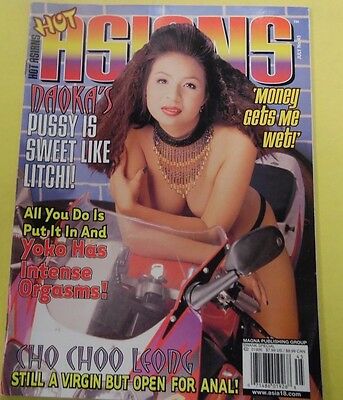 HOT
ASIANS
HOT ASIANS
NAOKA'S
PUSSY IS
SWEET LIKE
LITCHI!
'Money
Gets Me
Wet!'
All You Do Is
Put It In And
Yoko Has
Intense
Orgasms!
CHO CHOO LEONG
STILL A VIRGIN BUT OPEN FOR ANAL!
MAGNA PUBLISHING GROUP
www.asia18.com